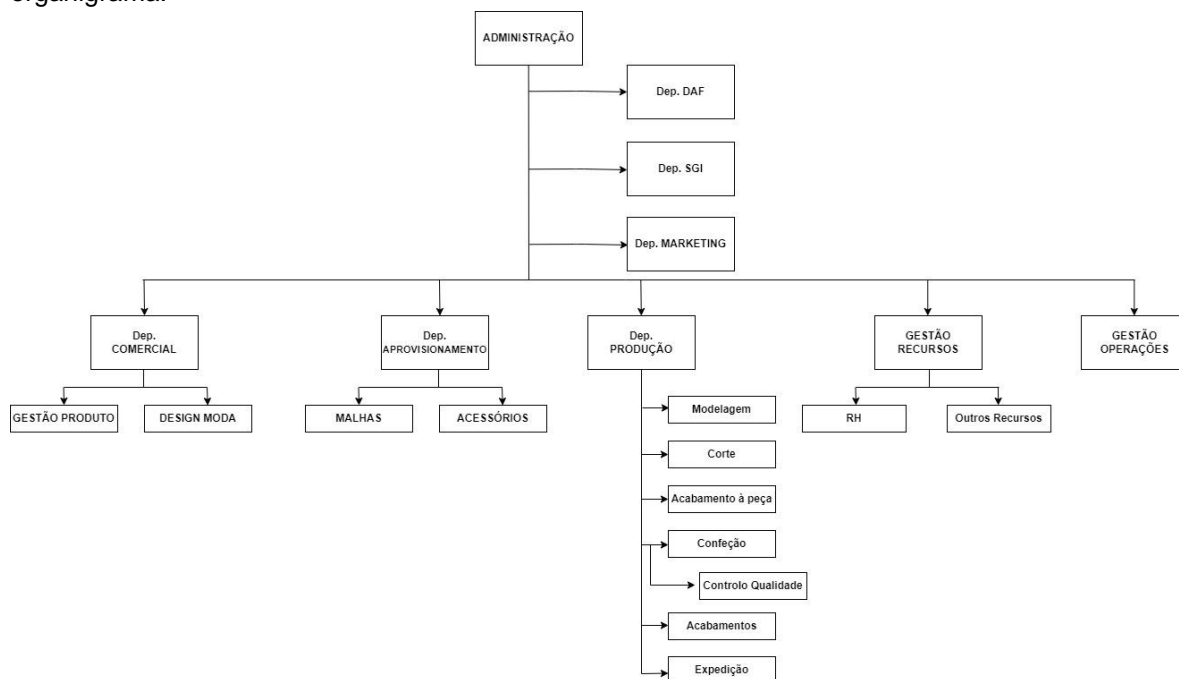 organigrama:
ADMINISTRAÇÃO
Dep. DAF
Dep. SGI
Dep. MARKETING
Dep.
COMERCIAL
Dep.
APROVISIONAMENTO
Dep.
PRODUÇÃO
GESTÃO
RECURSOS
GESTÃO
OPERAÇÕES
GESTÃO PRODUTO
DESIGN MODA
MALHAS
ACESSÓRIOS
Modelagem
RH
Outros Recursos
Corte
Acabamento à peça
Confeção
Controlo Qualidade
Acabamentos
Expedição